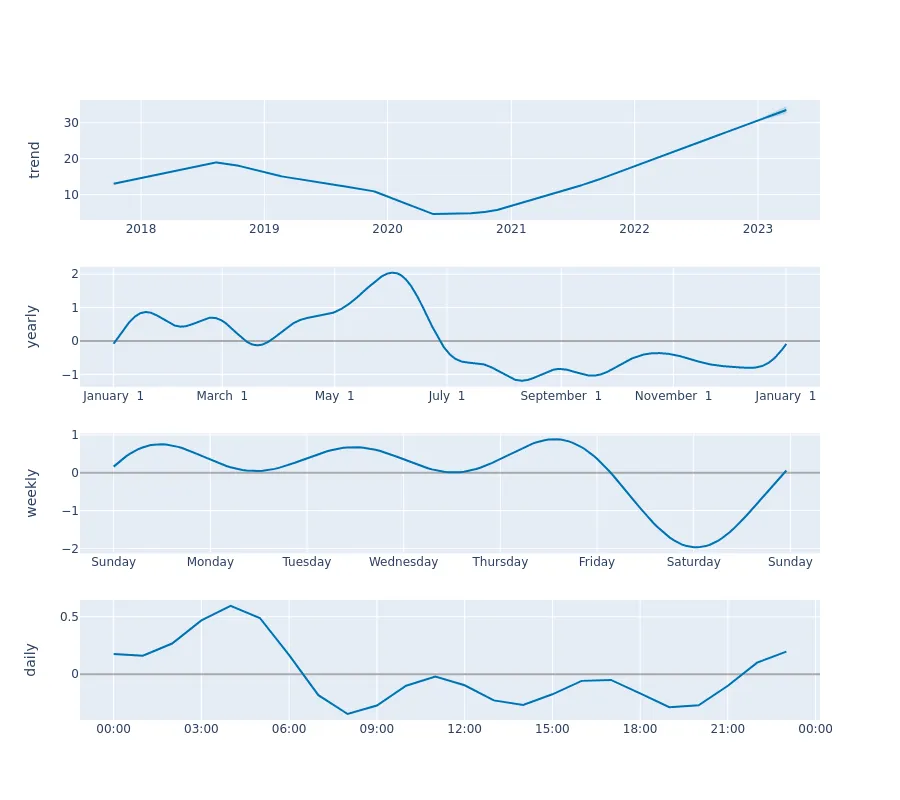 trend
30
20
10
2018 2019 2020 2021 2022 2023
yearly
2
1
0
−1
January 1 March 1 May 1 July 1 September 1 November 1 January 1
weekly
1
0
−1
−2
Sunday Monday Tuesday Wednesday Thursday Friday Saturday Sunday
daily
0.5
0
00:00 03:00 06:00 09:00 12:00 15:00 18:00 21:00 00:00